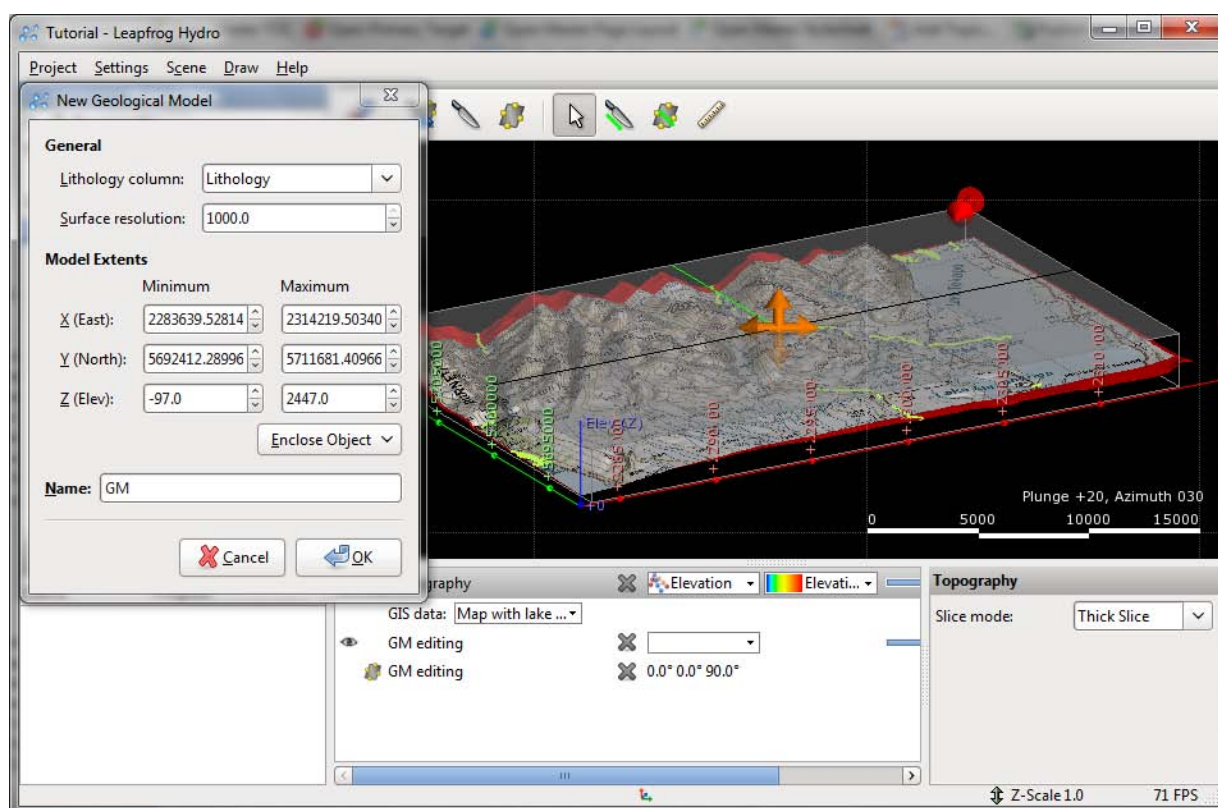 Tutorial - Leapfrog Hydro
Project Settings Scene Draw Help
New Geological Model
General
Lithology column: Lithology
Surface resolution: 1000.0
Model Extents
Minimum Maximum
X (East): 2283639.52814 2314219.50340
Y (North): 5692412.28996 5711681.40966
Z (Elev): -97.0 2447.0
Enclose Object
Name: GM
Cancel OK
Elev (Z)
+0
Plunge +20, Azimuth 030
0 5000 10000 15000
Elevation Elevati...
GIS data: Map with lake ...
GM editing
GM editing 0.0° 0.0° 90.0°
Topography
Slice mode: Thick Slice
Z-Scale 1.0 71 FPS